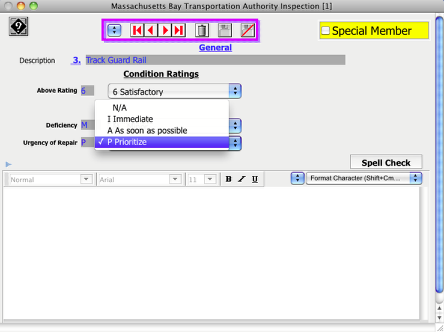 Massachusetts Bay Transportation Authority Inspection [1]
?
Special Member
General
Description 3. Track Guard Rail
Condition Ratings
Above Rating 6 6 Satisfactory
N/A
I Immediate
Deficiency M
A As soon as possible
Urgency of Repair P ✓ P Prioritize
Spell Check
Normal Arial 11 B I U Format Character (Shift+Cm...